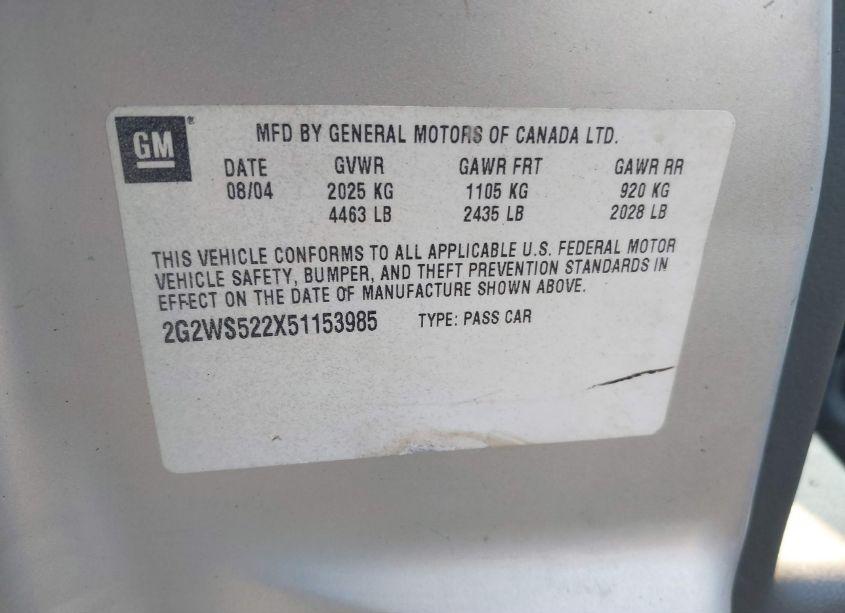 GM ®
MFD BY GENERAL MOTORS OF CANADA LTD.
DATE GVWR GAWR FRT GAWR RR
08/04 2025 KG 1105 KG 920 KG
4463 LB 2435 LB 2028 LB
THIS VEHICLE CONFORMS TO ALL APPLICABLE U.S. FEDERAL MOTOR
VEHICLE SAFETY, BUMPER, AND THEFT PREVENTION STANDARDS IN
EFFECT ON THE DATE OF MANUFACTURE SHOWN ABOVE.
2G2WS522X51153985 TYPE: PASS CAR